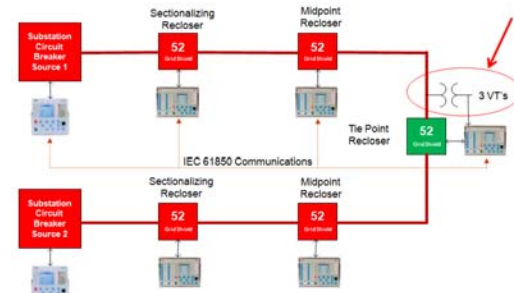 Sectionalizing
Recloser
Midpoint
Recloser
Substation
Circuit
Breaker
Source 1
52
Grid Shield
52
Grid Shield
3 VT's
Tie Point
Recloser
52
Grid Shield
IEC 61850 Communications
Sectionalizing
Recloser
Midpoint
Recloser
Substation
Circuit
Breaker
Source 2
52
Grid Shield
52
Grid Shield